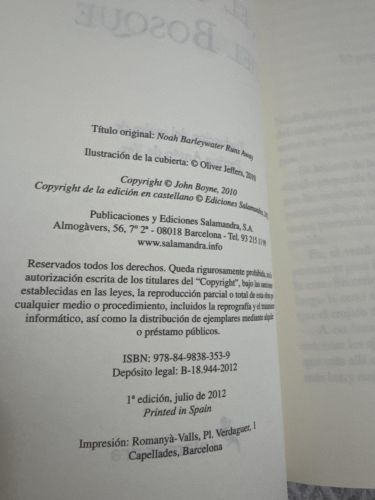 EL BOSQUE
Título original: Noah Barleywater Runs Away
Ilustración de la cubierta: © Oliver Jeffers, 2010
Copyright © John Boyne, 2010
Copyright de la edición en castellano © Ediciones Salamandra,
Publicaciones y Ediciones Salamandra, S.A.
Almogàvers, 56, 7º 2ª - 08018 Barcelona - Tel. 93 215 11 99
www.salamandra.info
Reservados todos los derechos. Queda rigurosamente prohibida, sin la
autorización escrita de los titulares del "Copyright", bajo las sanciones
establecidas en las leyes, la reproducción parcial o total de esta obra por
cualquier medio o procedimiento, incluidos la reprografía y el tratamiento
informático, así como la distribución de ejemplares mediante alquiler
o préstamo públicos.
ISBN: 978-84-9838-353-9
Depósito legal: B-18.944-2012
1ª edición, julio de 2012
Printed in Spain
Impresión: Romanyà-Valls, Pl. Verdaguer, 1
Capellades, Barcelona